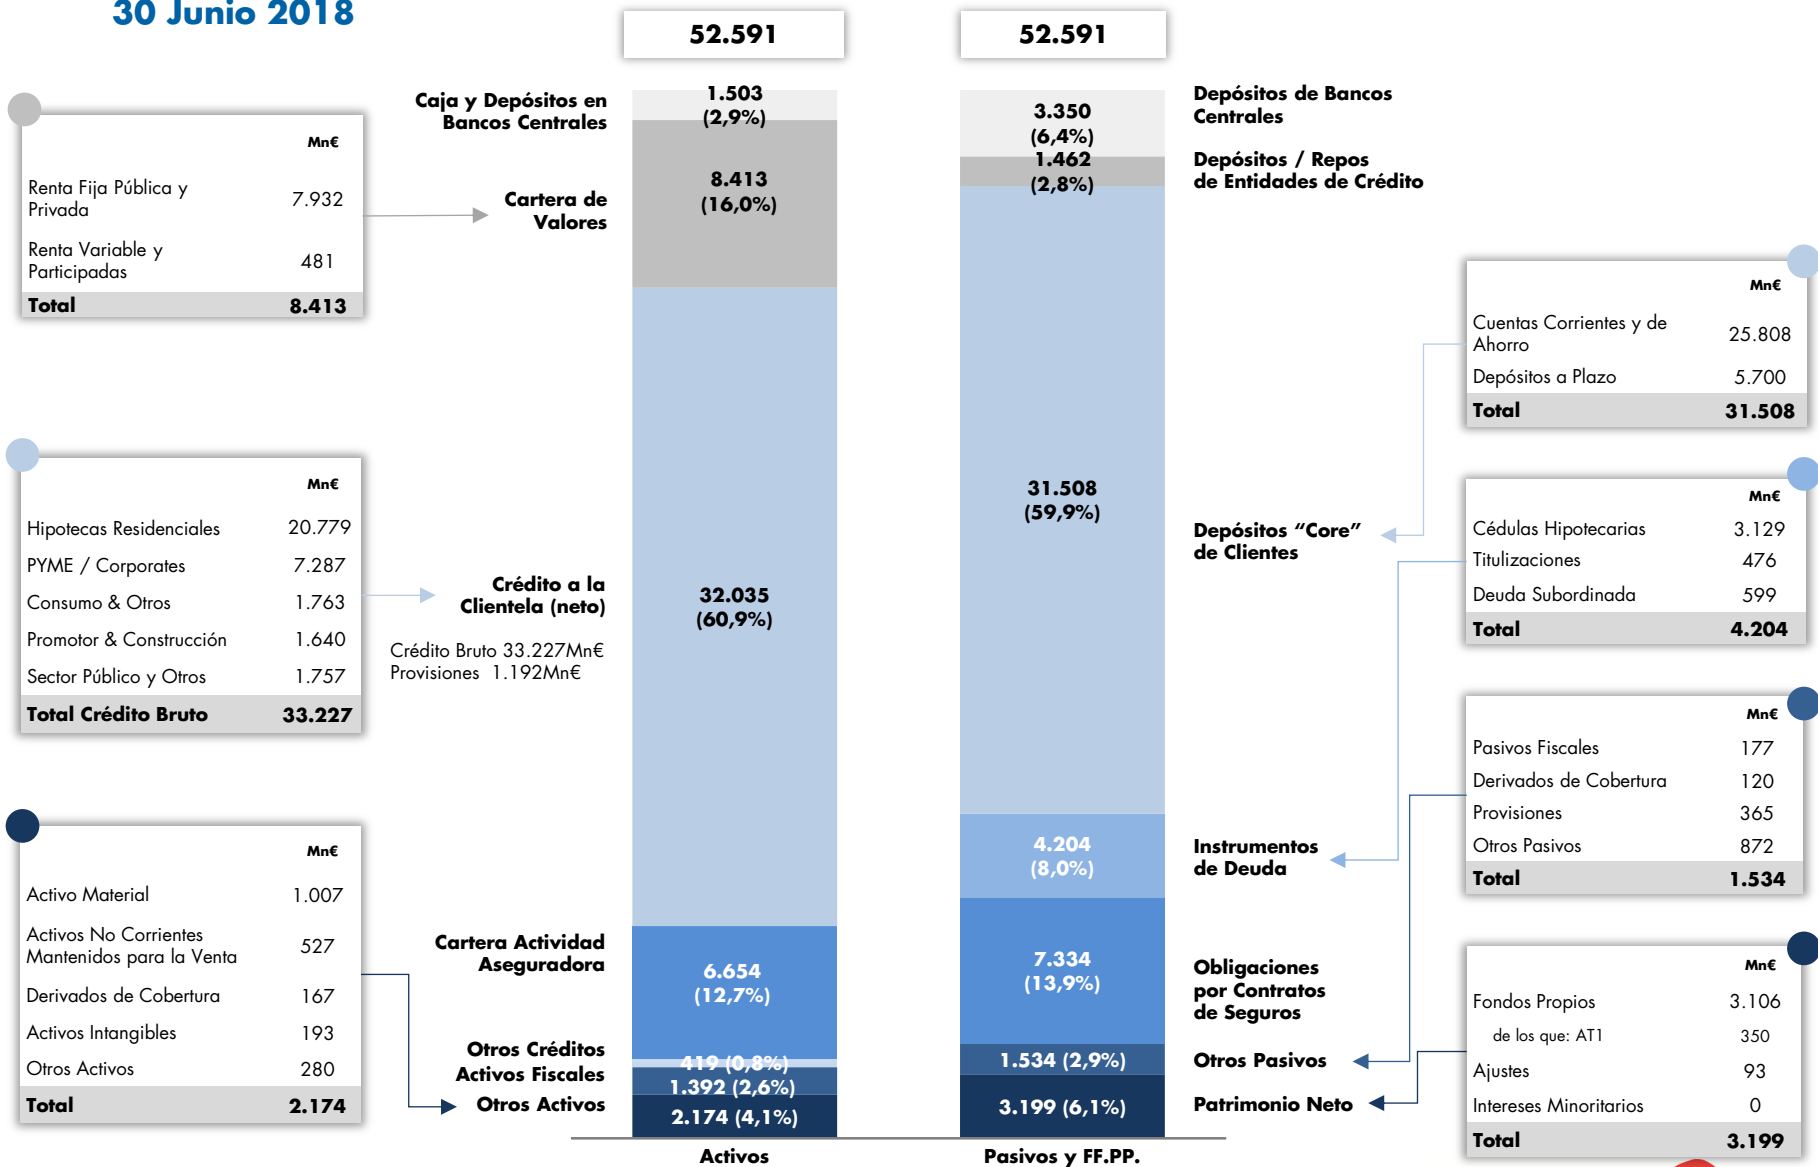 30 Junio 2018
52.591
52.591
Mn€
Renta Fija Pública y
Privada
7.932
Renta Variable y
Participadas
481
Total 8.413
Mn€
Hipotecas Residenciales 20.779
PYME / Corporates 7.287
Consumo & Otros 1.763
Promotor & Construcción 1.640
Sector Público y Otros 1.757
Total Crédito Bruto 33.227
Mn€
Activo Material 1.007
Activos No Corrientes
Mantenidos para la Venta
527
Derivados de Cobertura 167
Activos Intangibles 193
Otros Activos 280
Total 2.174
Caja y Depósitos en
Bancos Centrales
Cartera de
Valores
Crédito a la
Clientela (neto)
Crédito Bruto 33.227Mn€
Provisiones 1.192Mn€
Cartera Actividad
Aseguradora
Otros Créditos
Activos Fiscales
Otros Activos
1.503
(2,9%)
8.413
(16,0%)
32.035
(60,9%)
6.654
(12,7%)
419 (0,8%)
1.392 (2,6%)
2.174 (4,1%)
Activos
3.350
(6,4%)
1.462
(2,8%)
31.508
(59,9%)
4.204
(8,0%)
7.334
(13,9%)
1.534 (2,9%)
3.199 (6,1%)
Pasivos y FF.PP.
Depósitos de Bancos
Centrales
Depósitos / Repos
de Entidades de Crédito
Depósitos “Core”
de Clientes
Instrumentos
de Deuda
Obligaciones
por Contratos
de Seguros
Otros Pasivos
Patrimonio Neto
Mn€
Cuentas Corrientes y de
Ahorro
25.808
Depósitos a Plazo 5.700
Total 31.508
Mn€
Cédulas Hipotecarias 3.129
Titulizaciones 476
Deuda Subordinada 599
Total 4.204
Mn€
Pasivos Fiscales 177
Derivados de Cobertura 120
Provisiones 365
Otros Pasivos 872
Total 1.534
Mn€
Fondos Propios 3.106
de los que: AT1 350
Ajustes 93
Intereses Minoritarios 0
Total 3.199